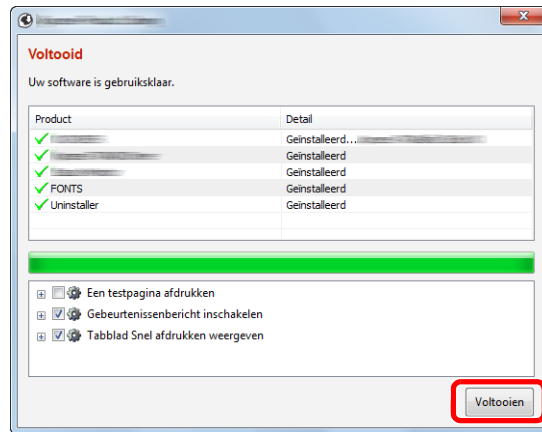 Voltooid
Uw software is gebruiksklaar.
Product Detail
Geïnstalleerd...
Geïnstalleerd
Geïnstalleerd
FONTS Geïnstalleerd
Uninstaller Geïnstalleerd
Een testpagina afdrukken
Gebeurtenissenbericht inschakelen
Tabblad Snel afdrukken weergeven
Voltooien